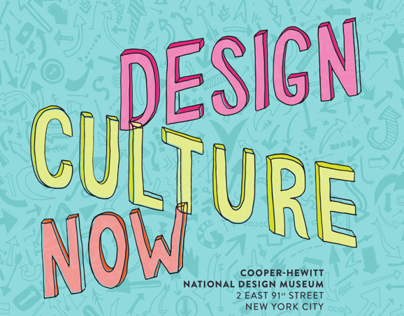 DESIGN
CULTURE
NOW
COOPER-HEWITT
NATIONAL DESIGN MUSEUM
2 EAST 91ST STREET
NEW YORK CITY